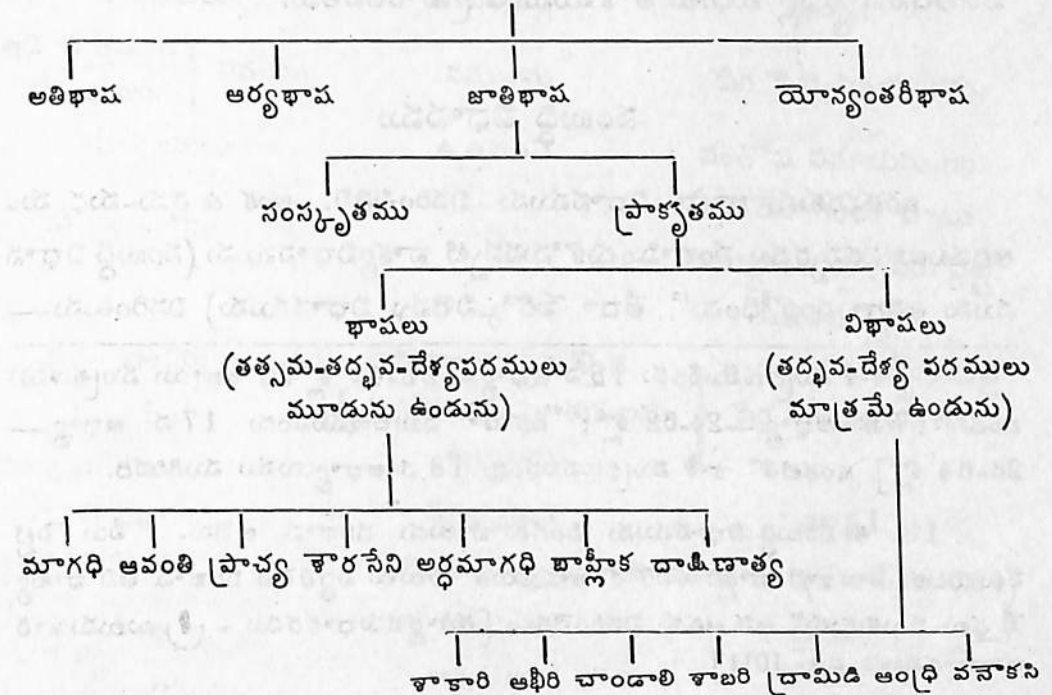 అతిభాష ఆర్యభాష జాతిభాష యోన్యంతరీభాష
సంస్కృతము ప్రాకృతము
భాషలు విభాషలు
(తత్సమ-తద్భవ-దేశ్యపదములు (తద్భవ-దేశ్య పదములు
మూడును ఉండును) మాత్రమే ఉండును)
మాగధి ఆవంతి ప్రాచ్య శౌరసేని అర్ధమాగధి బాహ్లీక దాక్షిణాత్య
శాకారి ఆభీరి చాండాలి శాబరి ద్రామిడి ఆంధ్రి వనౌకసి